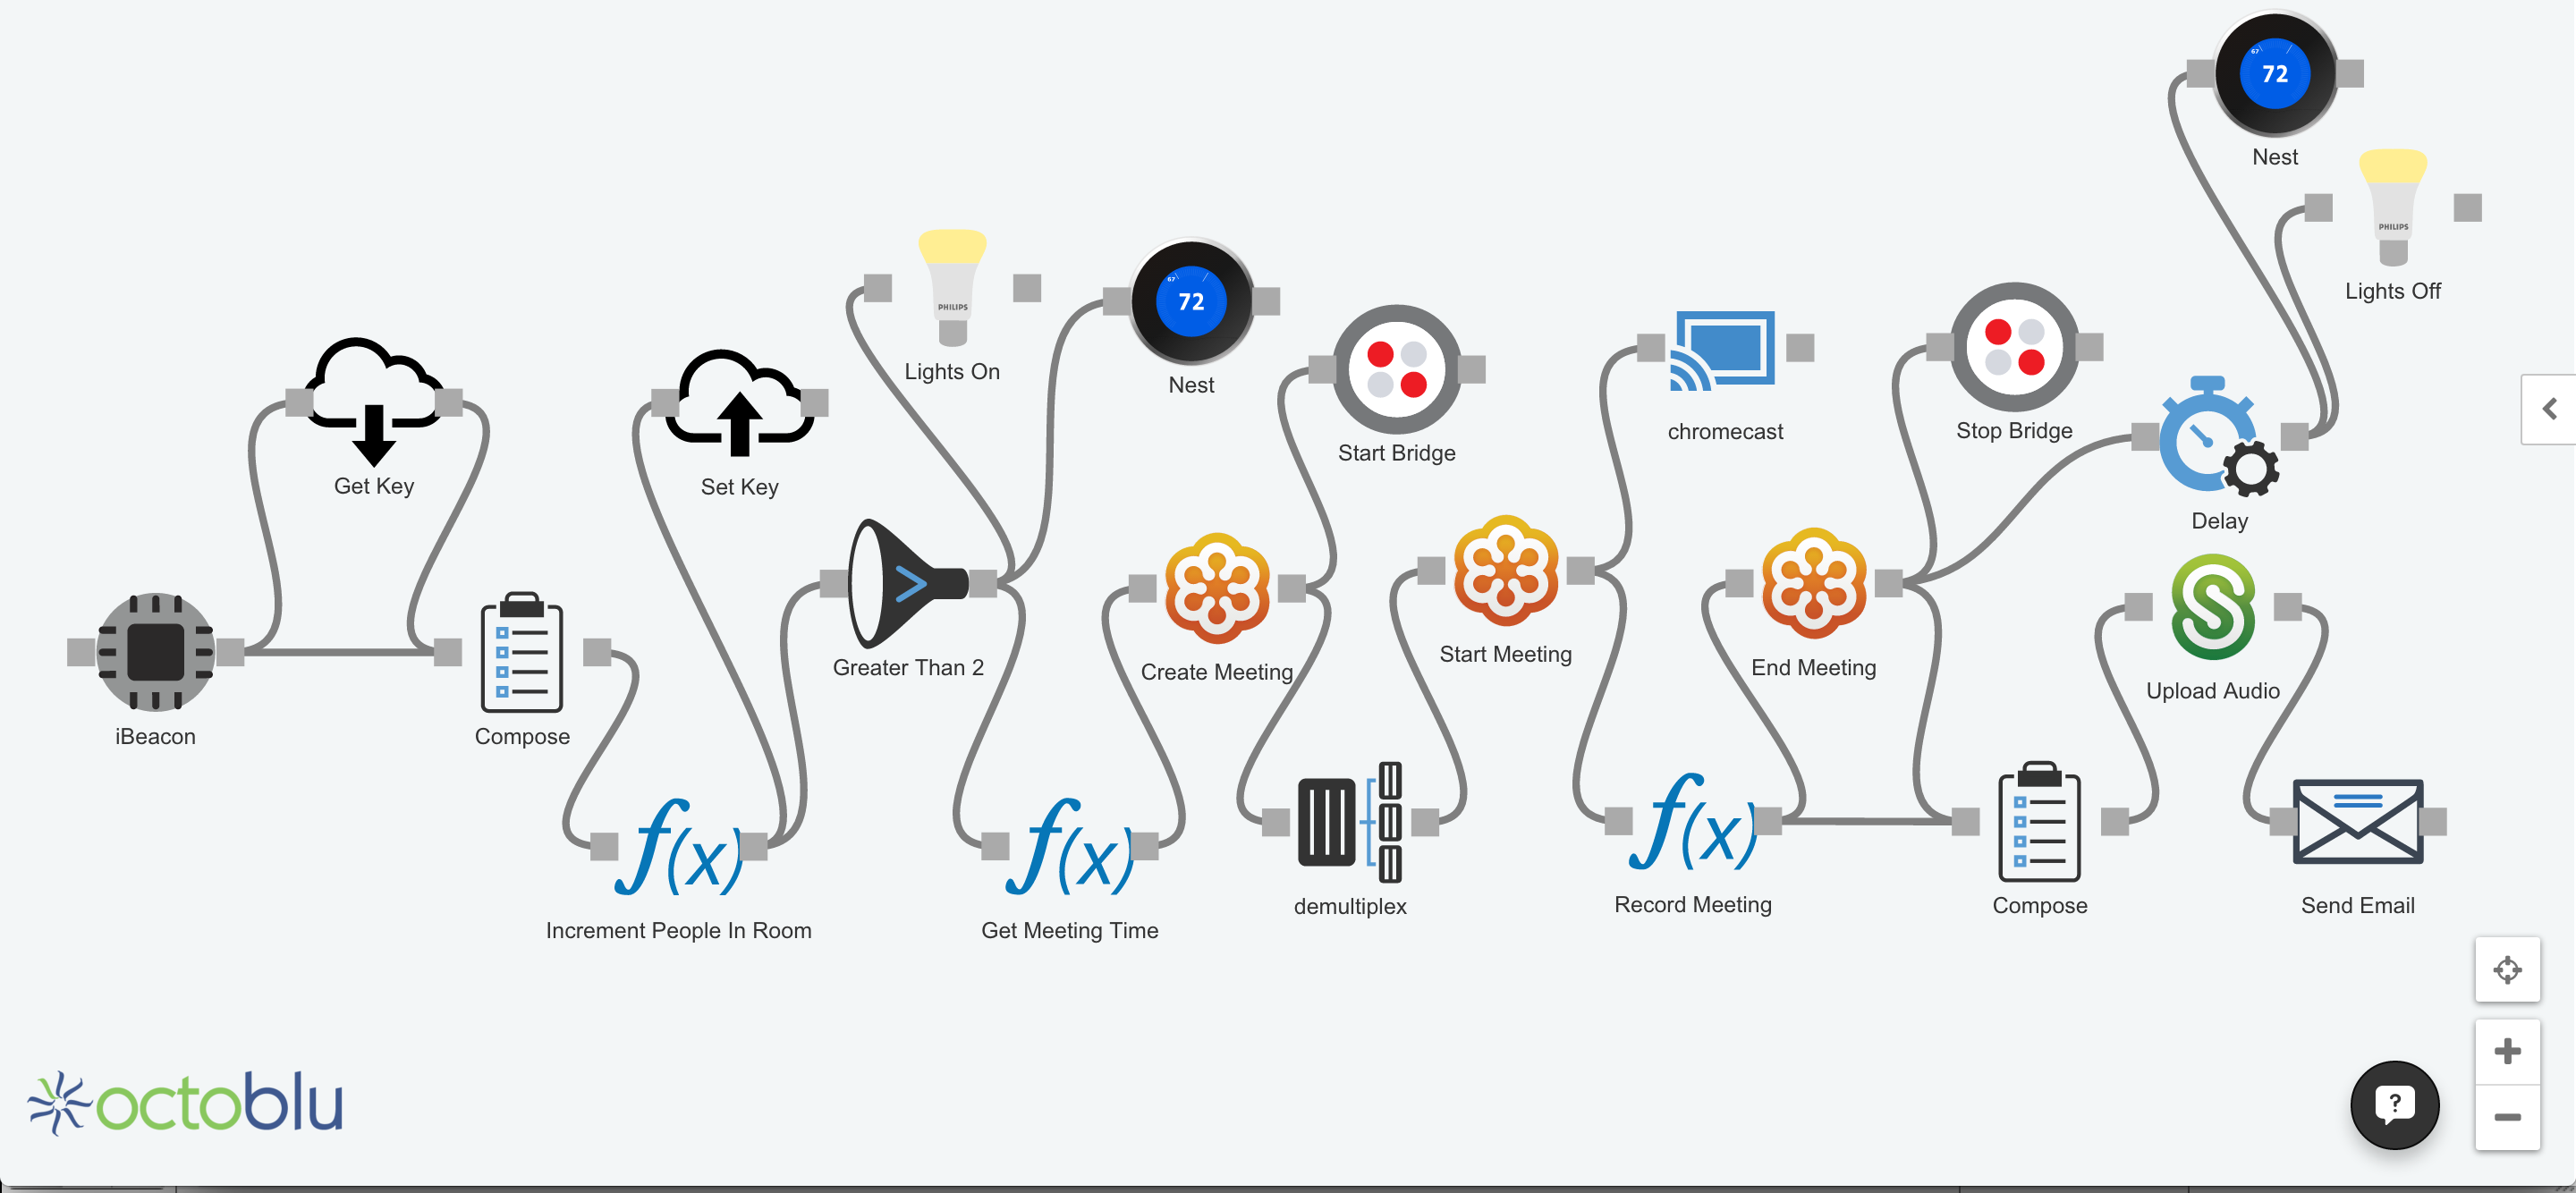 67
72
Nest
PHILIPS
Lights Off
PHILIPS
Lights On
67
72
Nest
Start Bridge
chromecast
Stop Bridge
Get Key
Set Key
Delay
Greater Than 2
Create Meeting
Start Meeting
End Meeting
Upload Audio
iBeacon
Compose
f(x)
Increment People In Room
f(x)
Get Meeting Time
demultiplex
f(x)
Record Meeting
Compose
Send Email
octoblu
?